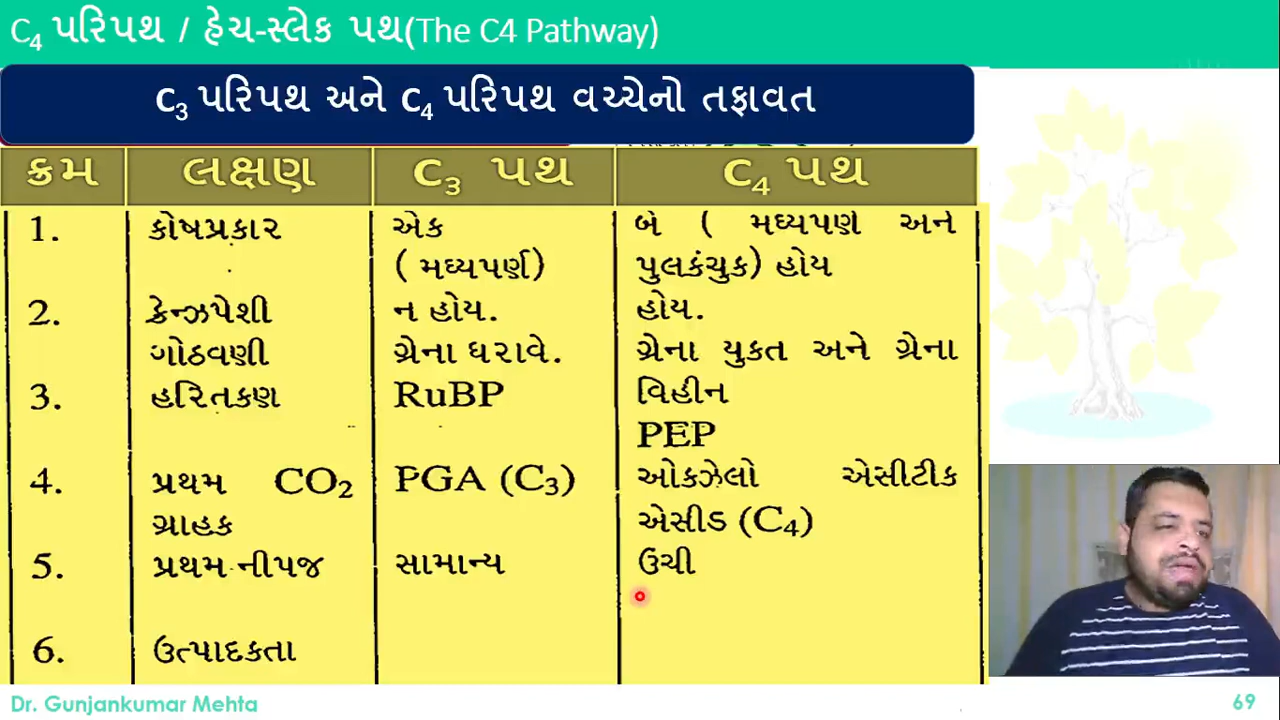 C4 પરિપથ / હેચ-સ્લેક પથ(The C4 Pathway)
C3 પરિપથ અને C4 પરિપથ વચ્ચેનો તફાવત
ક્રમ લક્ષણ C3 પથ C4 પથ
1. કોષપ્રકાર એક બે ( મધ્યપર્ણ અને
( મધ્યપર્ણ) પુલકંચુક) હોય
2. ક્રેન્ઝપેશી ન હોય. હોય.
ગોઠવણી ગ્રેના ધરાવે. ગ્રેના યુકત અને ગ્રેના
3. હરિતકણ RuBP વિહીન
PEP
4. પ્રથમ CO2 PGA (C3) ઓકઝેલો એસીટીક
ગ્રાહક એસીડ (C4)
5. પ્રથમ નીપજ સામાન્ય ઉચી
6. ઉત્પાદકતા
Dr. Gunjankumar Mehta 69